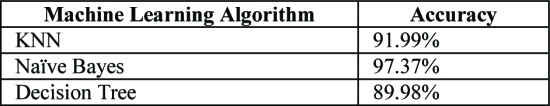 Machine Learning Algorithm Accuracy
KNN 91.99%
Naïve Bayes 97.37%
Decision Tree 89.98%